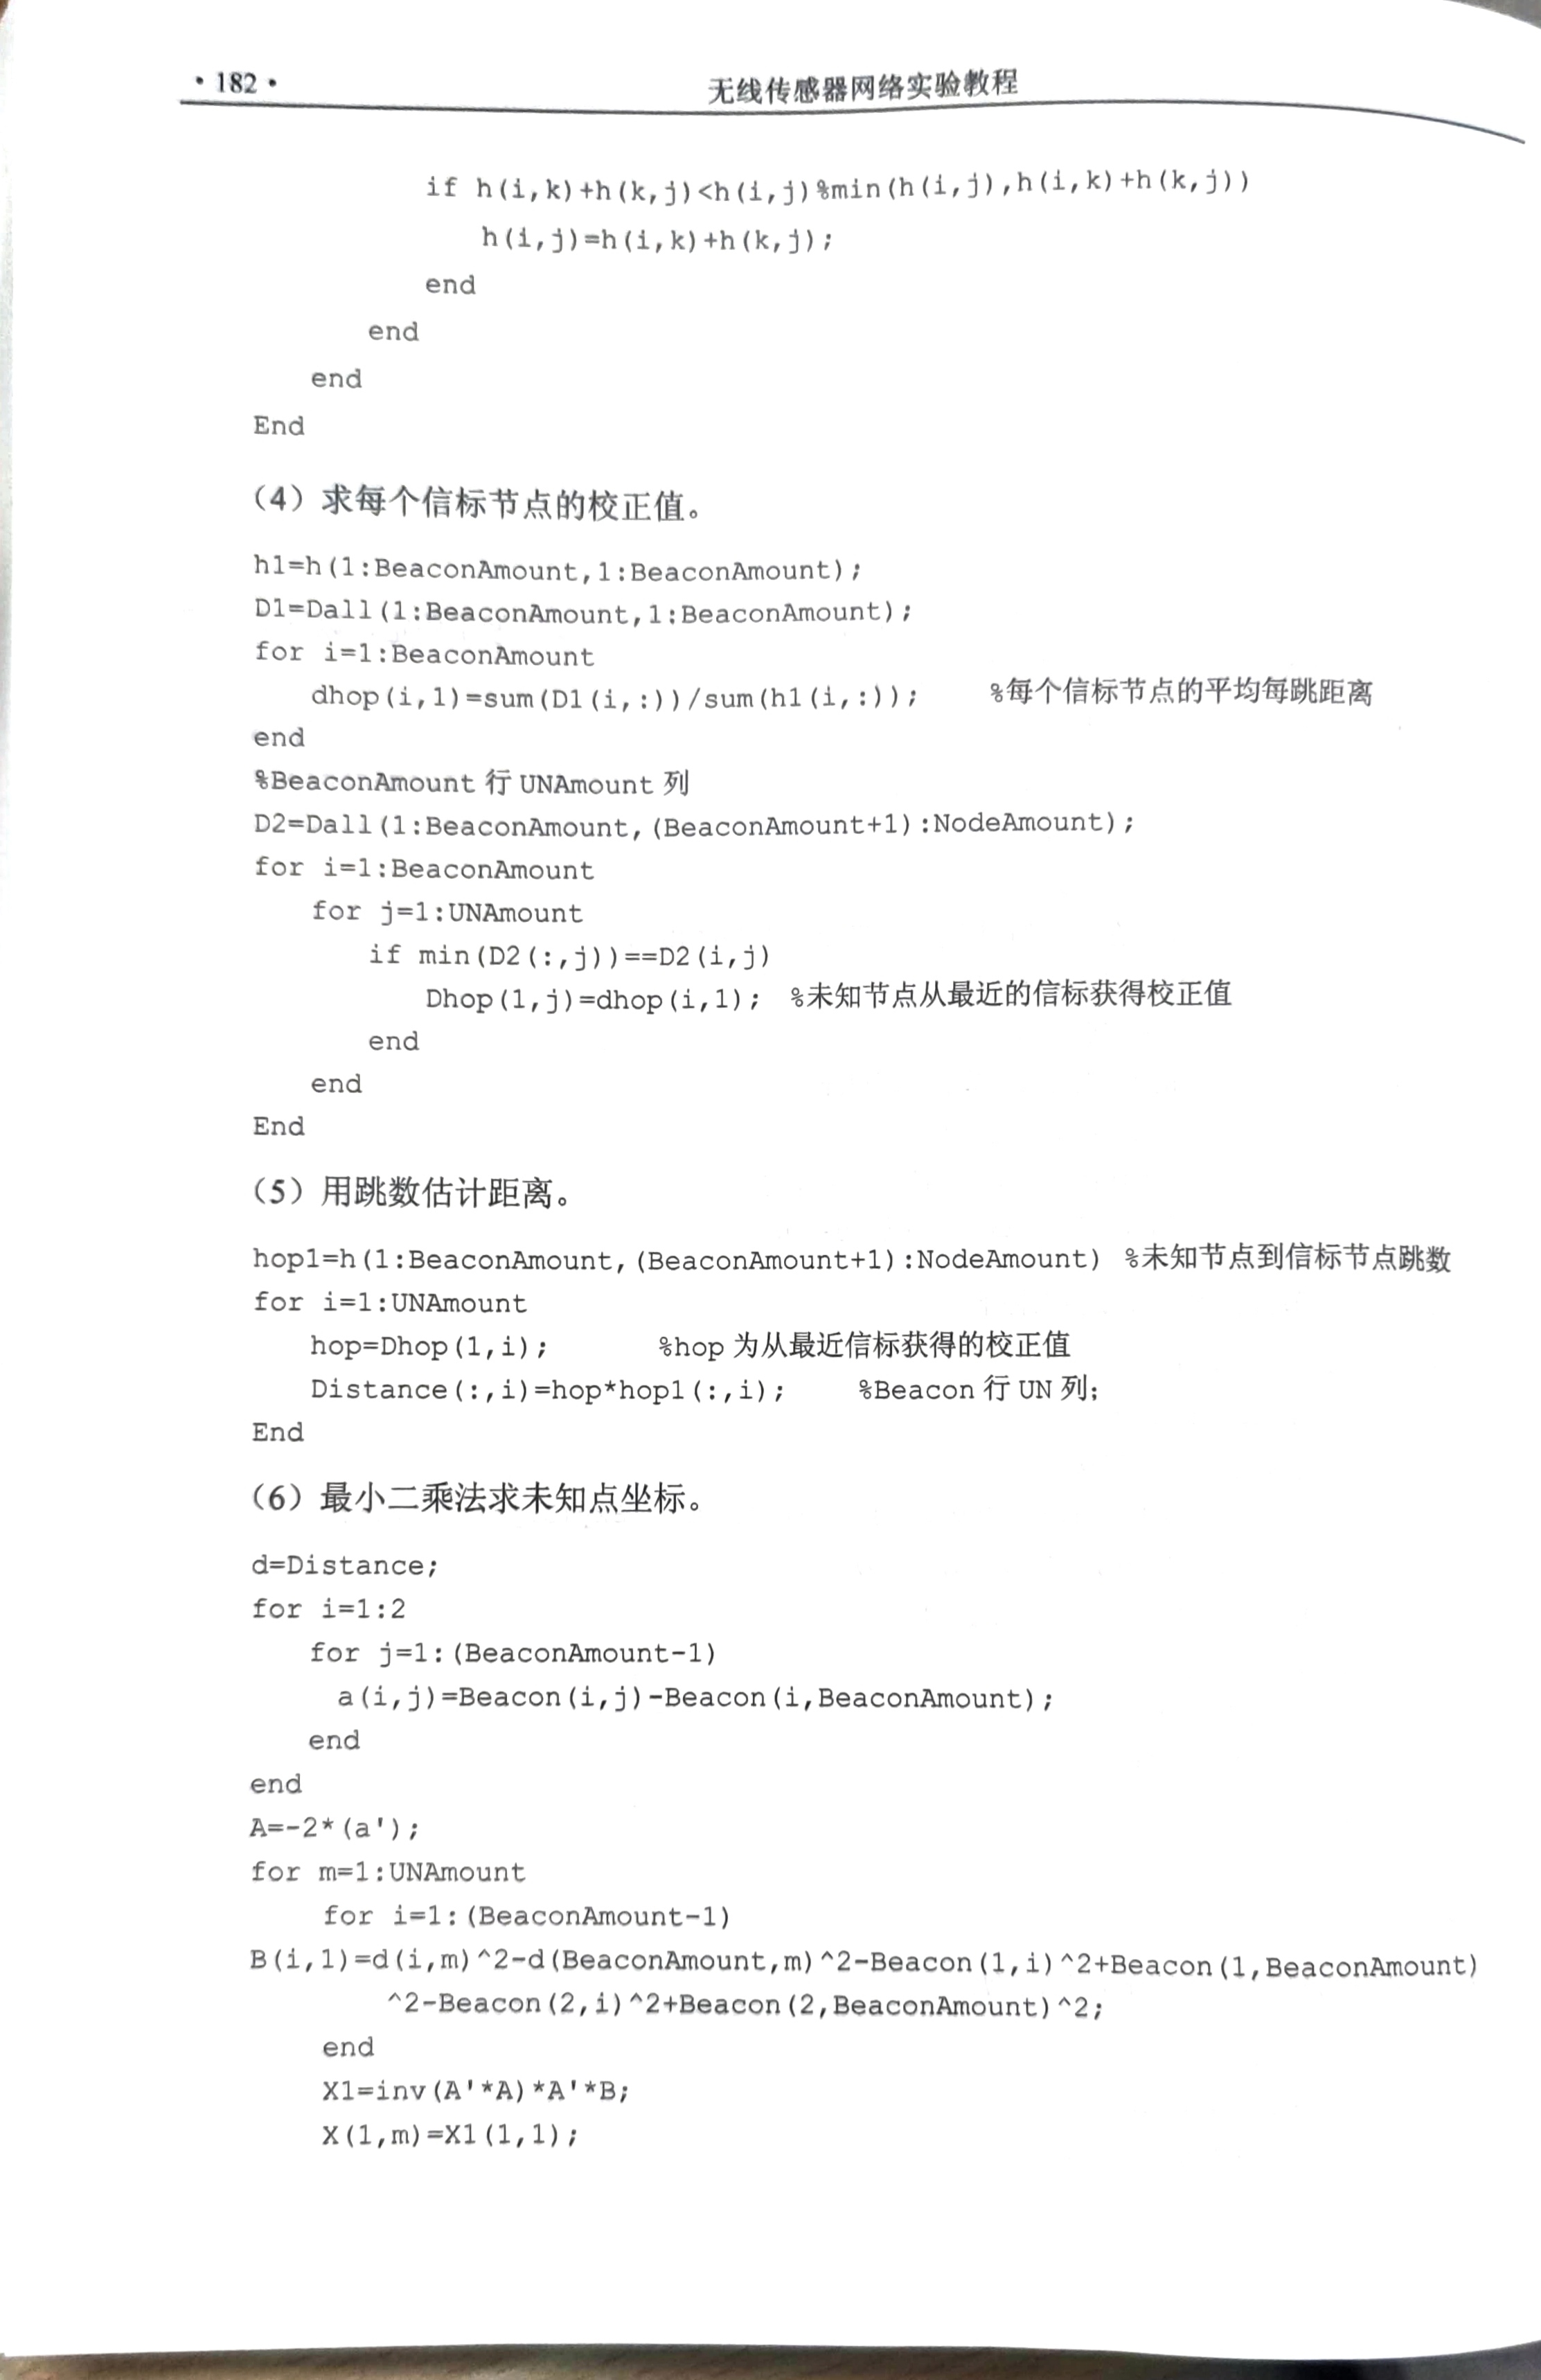 • 182 •
无线传感器网络实验教程
if h(i,k)+h(k,j)<h(i,j)%min(h(i,j),h(i,k)+h(k,j))
h(i,j)=h(i,k)+h(k,j);
end
end
end
End
（4）求每个信标节点的校正值。
h1=h(1:BeaconAmount,1:BeaconAmount);
D1=Dall(1:BeaconAmount,1:BeaconAmount);
for i=1:BeaconAmount
dhop(i,1)=sum(D1(i,:))/sum(h1(i,:)); %每个信标节点的平均每跳距离
end
%BeaconAmount 行 UNAmount 列
D2=Dall(1:BeaconAmount,(BeaconAmount+1):NodeAmount);
for i=1:BeaconAmount
for j=1:UNAmount
if min(D2(:,j))==D2(i,j)
Dhop(1,j)=dhop(i,1); %未知节点从最近的信标获得校正值
end
end
End
（5）用跳数估计距离。
hop1=h(1:BeaconAmount,(BeaconAmount+1):NodeAmount) %未知节点到信标节点跳数
for i=1:UNAmount
hop=Dhop(1,i); %hop 为从最近信标获得的校正值
Distance(:,i)=hop*hop1(:,i); %Beacon 行 UN 列;
End
（6）最小二乘法求未知点坐标。
d=Distance;
for i=1:2
for j=1:(BeaconAmount-1)
a(i,j)=Beacon(i,j)-Beacon(i,BeaconAmount);
end
end
A=-2*(a');
for m=1:UNAmount
for i=1:(BeaconAmount-1)
B(i,1)=d(i,m)^2-d(BeaconAmount,m)^2-Beacon(1,i)^2+Beacon(1,BeaconAmount)
^2-Beacon(2,i)^2+Beacon(2,BeaconAmount)^2;
end
X1=inv(A'*A)*A'*B;
X(1,m)=X1(1,1);